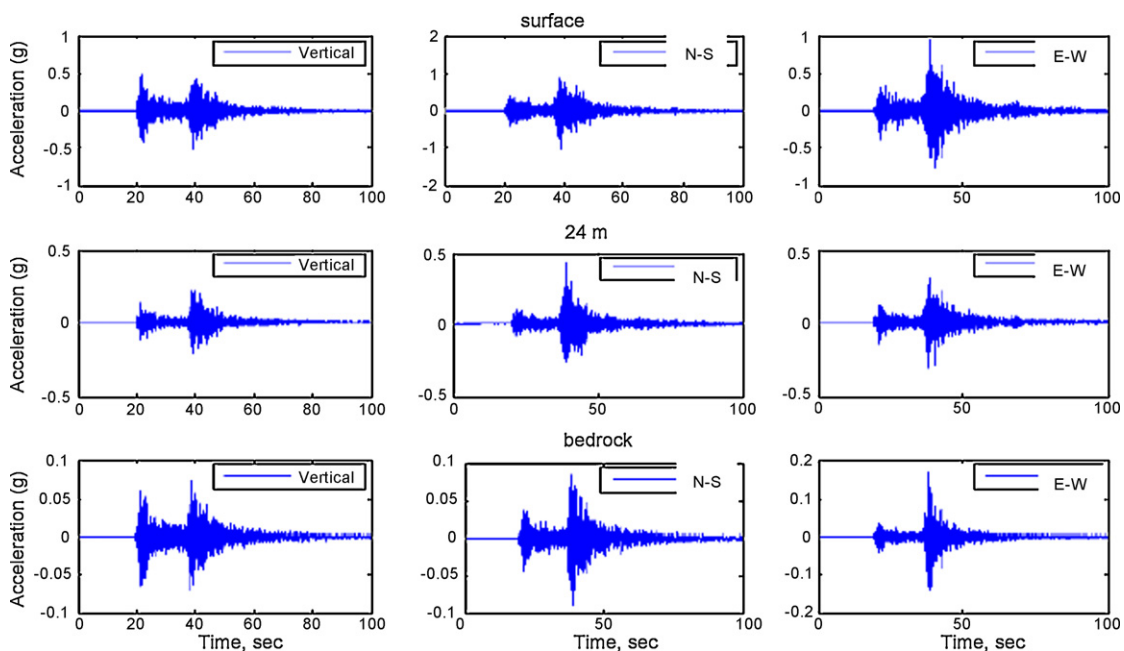 surface
Acceleration (g)
1
0.5
0
-0.5
-1
Vertical
0 20 40 60 80 100
2
1
0
-1
-2
N-S
0 20 40 60 80 100
1
0.5
0
-0.5
1
E-W
0 50 100
24 m
Acceleration (g)
0.5
0
-0.5
Vertical
0 20 40 60 80 100
0.5
0
-0.5
N-S
0 50 100
0.5
0
-0.5
E-W
0 50 100
bedrock
Acceleration (g)
0.1
0.05
0
-0.05
-0.1
Vertical
0 20 40 60 80 100
Time, sec
0.1
0.05
0
-0.05
-0.1
N-S
0 50 100
Time, sec
0.2
0.1
0
-0.1
-0.2
E-W
0 50 100
Time, sec